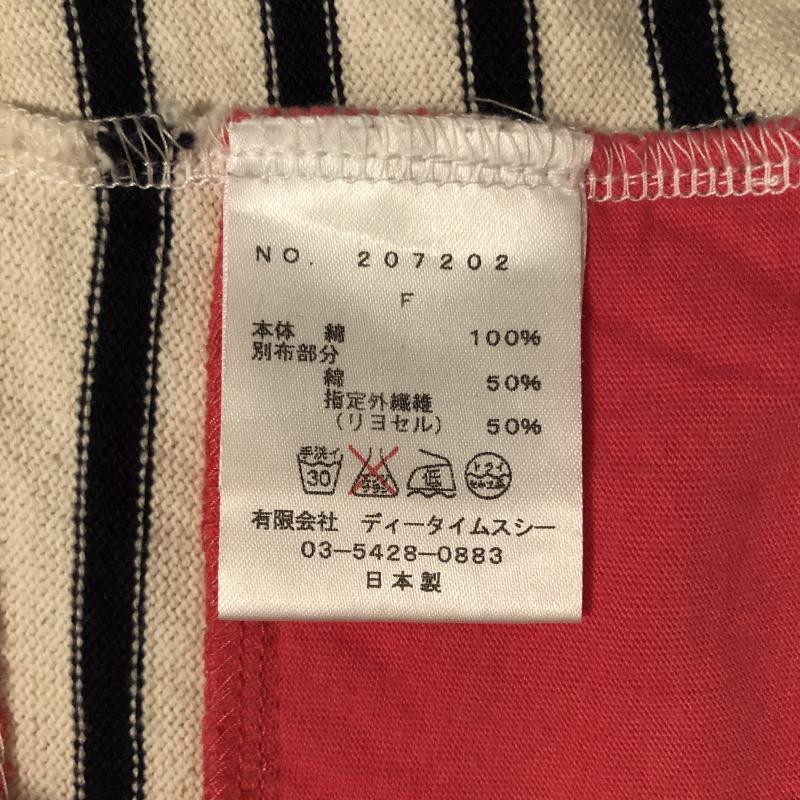 NO. 207202
F
本体 綿 100%
別布部分
綿 50%
指定外繊維
(リヨセル) 50%
手洗イ
30
低
有限会社 ディータイムスシー
03-5428-0883
日本製